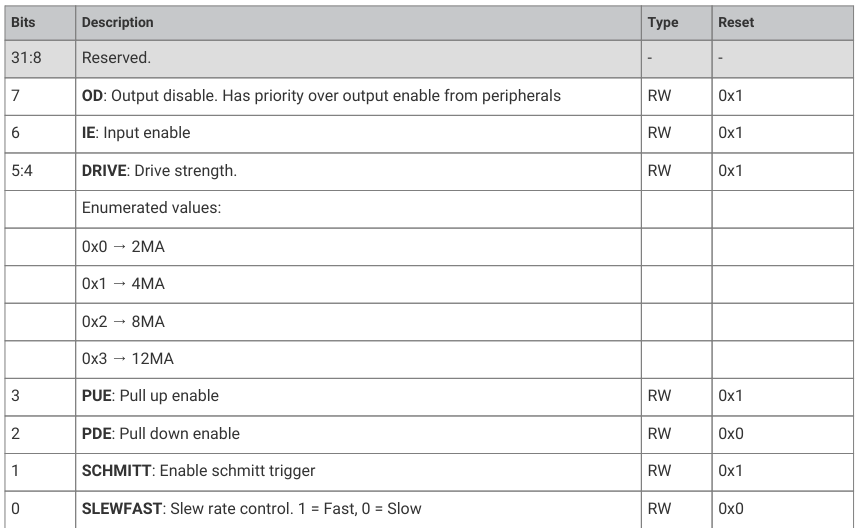 Bits Description Type Reset
31:8 Reserved. - -
7 OD: Output disable. Has priority over output enable from peripherals RW 0x1
6 IE: Input enable RW 0x1
5:4 DRIVE: Drive strength. RW 0x1
Enumerated values:
0x0 → 2MA
0x1 → 4MA
0x2 → 8MA
0x3 → 12MA
3 PUE: Pull up enable RW 0x1
2 PDE: Pull down enable RW 0x0
1 SCHMITT: Enable schmitt trigger RW 0x1
0 SLEWFAST: Slew rate control. 1 = Fast, 0 = Slow RW 0x0